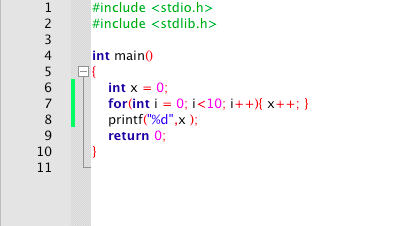 1 #include <stdio.h>
2 #include <stdlib.h>
3
4 int main()
5 {
6 int x = 0;
7 for(int i = 0; i<10; i++){ x++; }
8 printf("%d",x );
9 return 0;
10 }
11